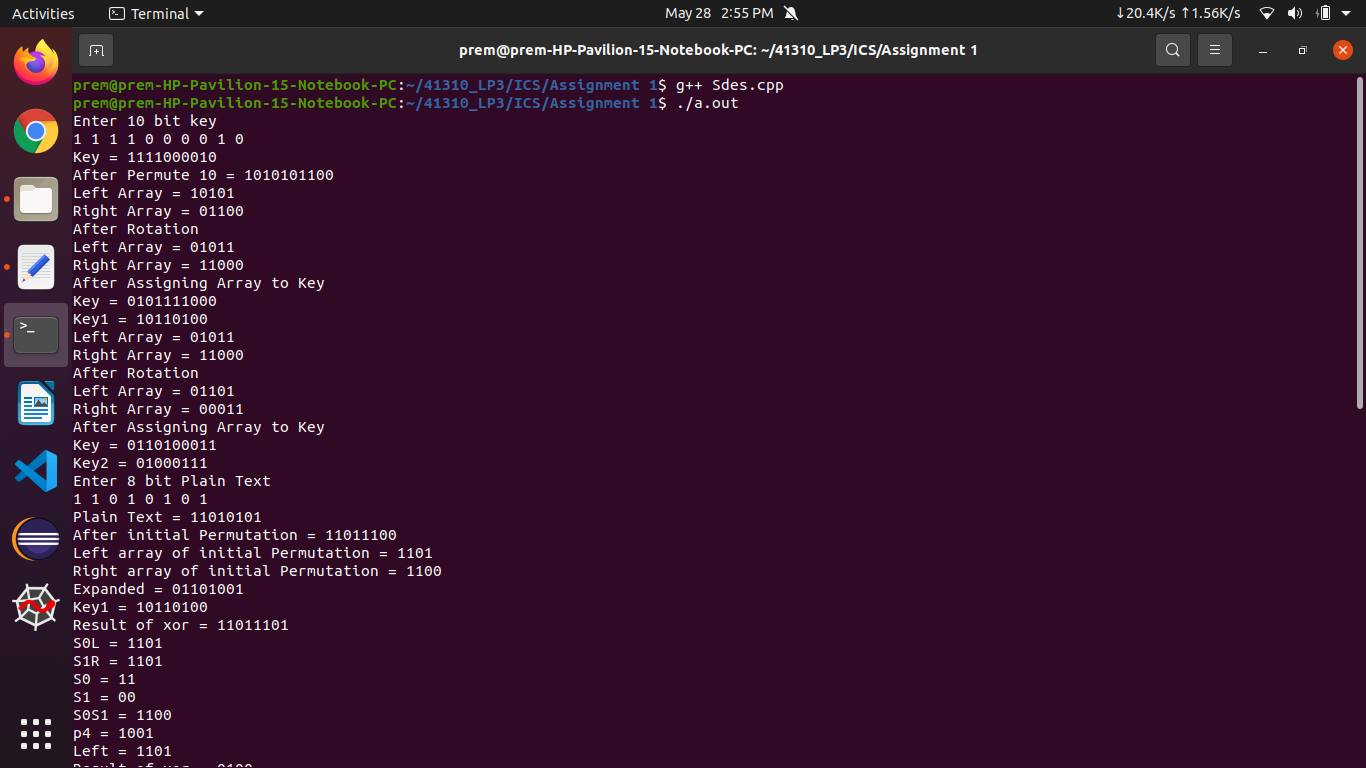 Activities Terminal May 28 2:55 PM ↓20.4K/s ↑1.56K/s
prem@prem-HP-Pavilion-15-Notebook-PC: ~/41310_LP3/ICS/Assignment 1
prem@prem-HP-Pavilion-15-Notebook-PC:~/41310_LP3/ICS/Assignment 1$ g++ Sdes.cpp
prem@prem-HP-Pavilion-15-Notebook-PC:~/41310_LP3/ICS/Assignment 1$ ./a.out
Enter 10 bit key
1 1 1 1 0 0 0 0 1 0
Key = 1111000010
After Permute 10 = 1010101100
Left Array = 10101
Right Array = 01100
After Rotation
Left Array = 01011
Right Array = 11000
After Assigning Array to Key
Key = 0101111000
Key1 = 10110100
Left Array = 01011
Right Array = 11000
After Rotation
Left Array = 01101
Right Array = 00011
After Assigning Array to Key
Key = 0110100011
Key2 = 01000111
Enter 8 bit Plain Text
1 1 0 1 0 1 0 1
Plain Text = 11010101
After initial Permutation = 11011100
Left array of initial Permutation = 1101
Right array of initial Permutation = 1100
Expanded = 01101001
Key1 = 10110100
Result of xor = 11011101
S0L = 1101
S1R = 1101
S0 = 11
S1 = 00
S0S1 = 1100
p4 = 1001
Left = 1101
Result of xor = 0100